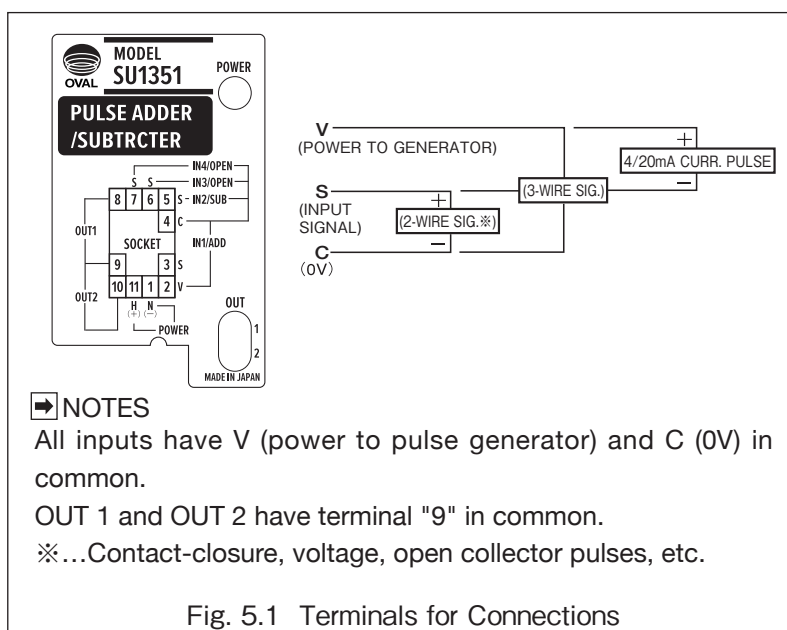 OVAL
MODEL
SU1351
POWER
PULSE ADDER
/SUBTRCTER
IN4/OPEN
S S IN3/OPEN
8 7 6 5 S IN2/SUB
4 C
OUT1
SOCKET
IN1/ADD
9 3 S
10 11 1 2 V
OUT2
H N
(+) (−)
POWER
OUT
1
2
MADE IN JAPAN
V
(POWER TO GENERATOR)
+
4/20mA CURR. PULSE
−
(3-WIRE SIG.)
S
(INPUT
SIGNAL)
+
(2-WIRE SIG.※)
−
C
(0V)
➡NOTES
All inputs have V (power to pulse generator) and C (0V) in
common.
OUT 1 and OUT 2 have terminal "9" in common.
※…Contact-closure, voltage, open collector pulses, etc.
Fig. 5.1 Terminals for Connections